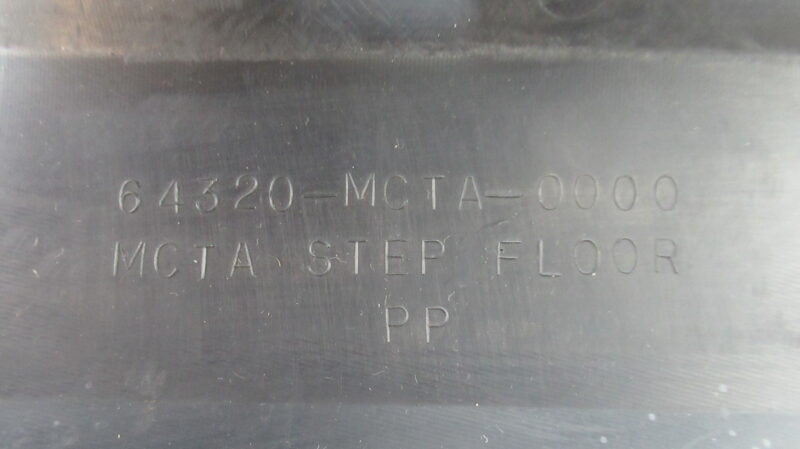 64320-MCTA-0000
MCTA STEP FLOOR
PP